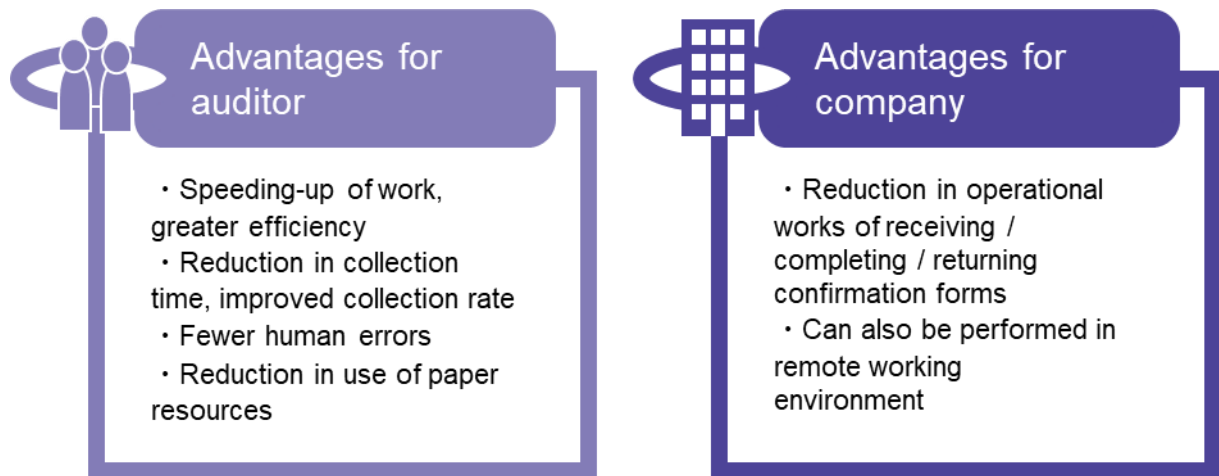 Advantages for
auditor
・Speeding-up of work,
greater efficiency
・Reduction in collection
time, improved collection rate
・Fewer human errors
・Reduction in use of paper
resources
Advantages for
company
・Reduction in operational
works of receiving /
completing / returning
confirmation forms
・Can also be performed in
remote working
environment